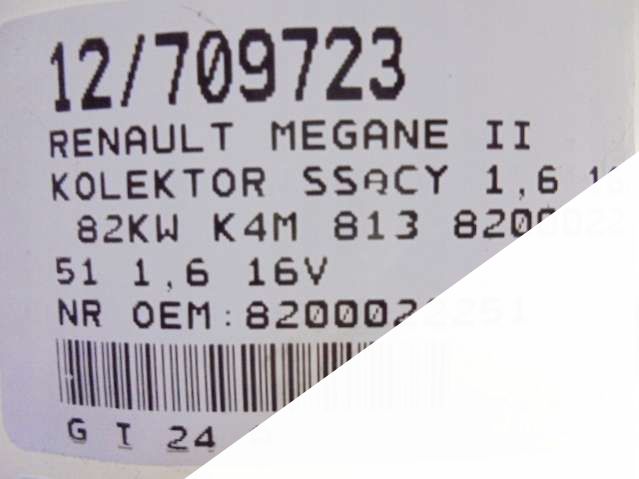 12/709723
RENAULT MEGANE II
KOLEKTOR SSACY 1,6
82KW K4M 813
51 1,6 16V
NR OEM:8200022251
G T 24